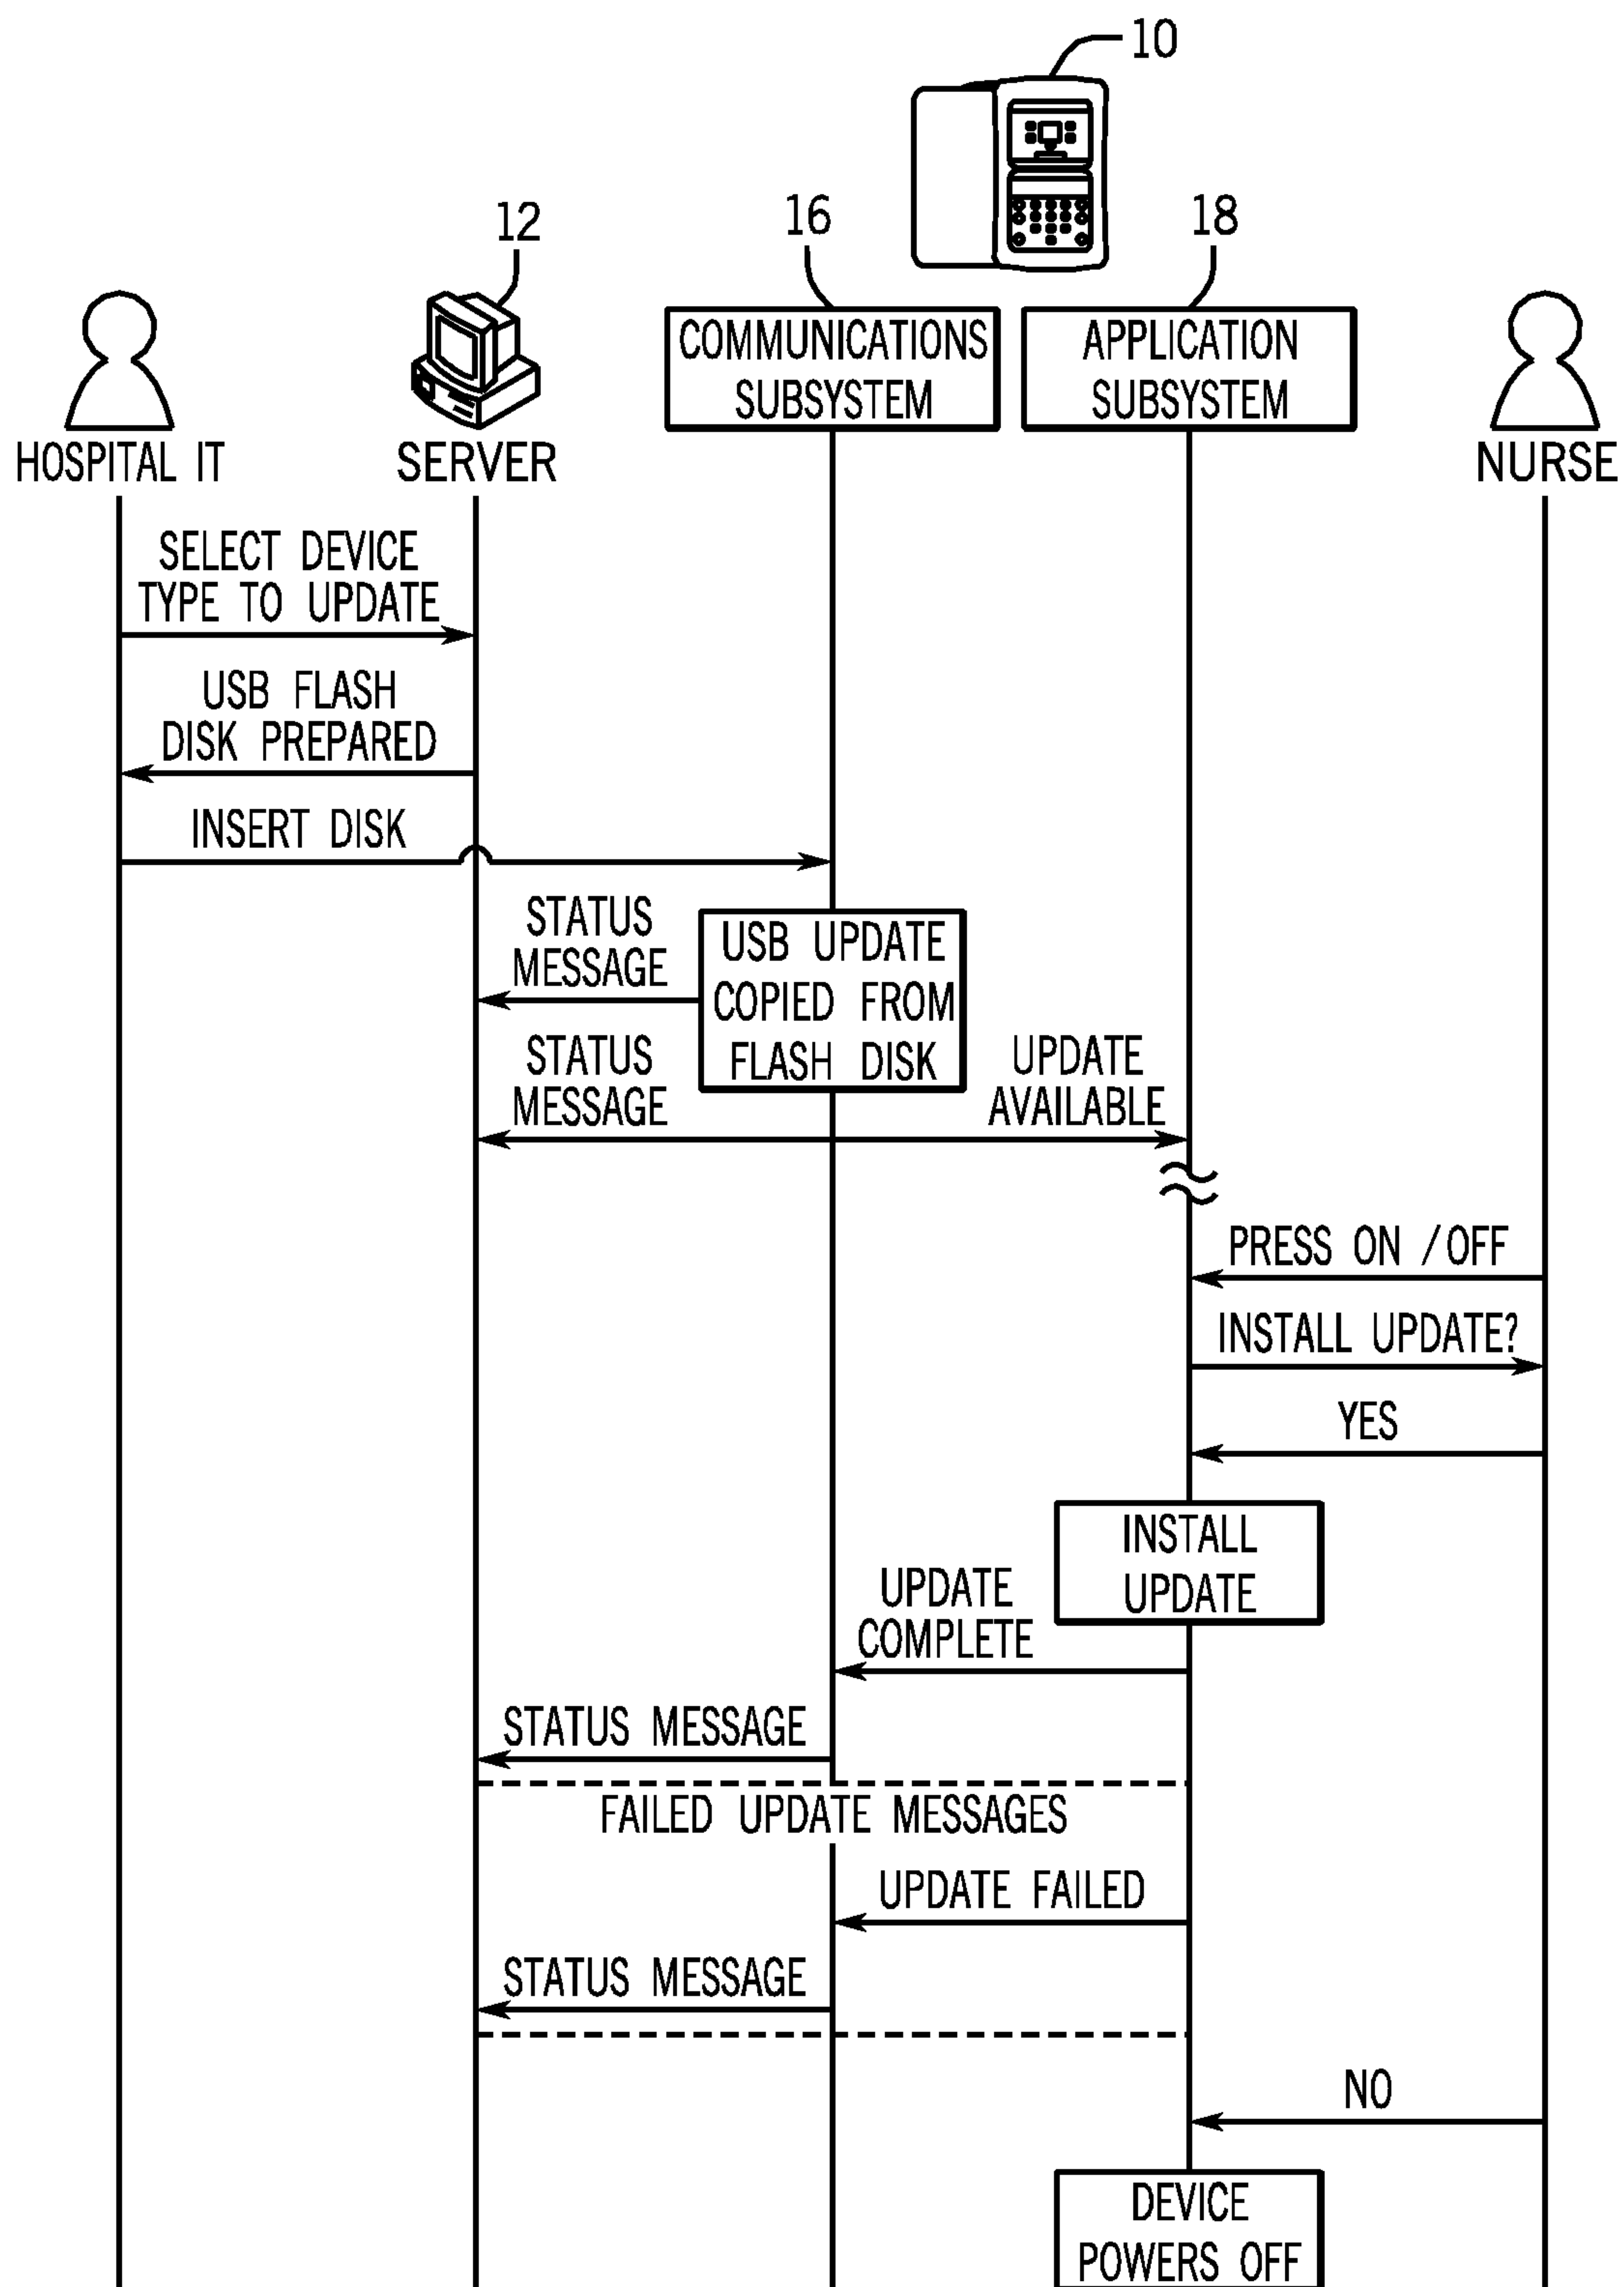 10
12
16
18
COMMUNICATIONS
SUBSYSTEM
APPLICATION
SUBSYSTEM
HOSPITAL IT
SERVER
NURSE
SELECT DEVICE
TYPE TO UPDATE
USB FLASH
DISK PREPARED
INSERT DISK
STATUS
MESSAGE
USB UPDATE
COPIED FROM
FLASH DISK
STATUS
MESSAGE
UPDATE
AVAILABLE
PRESS ON /OFF
INSTALL UPDATE?
YES
INSTALL
UPDATE
UPDATE
COMPLETE
STATUS MESSAGE
FAILED UPDATE MESSAGES
UPDATE FAILED
STATUS MESSAGE
NO
DEVICE
POWERS OFF